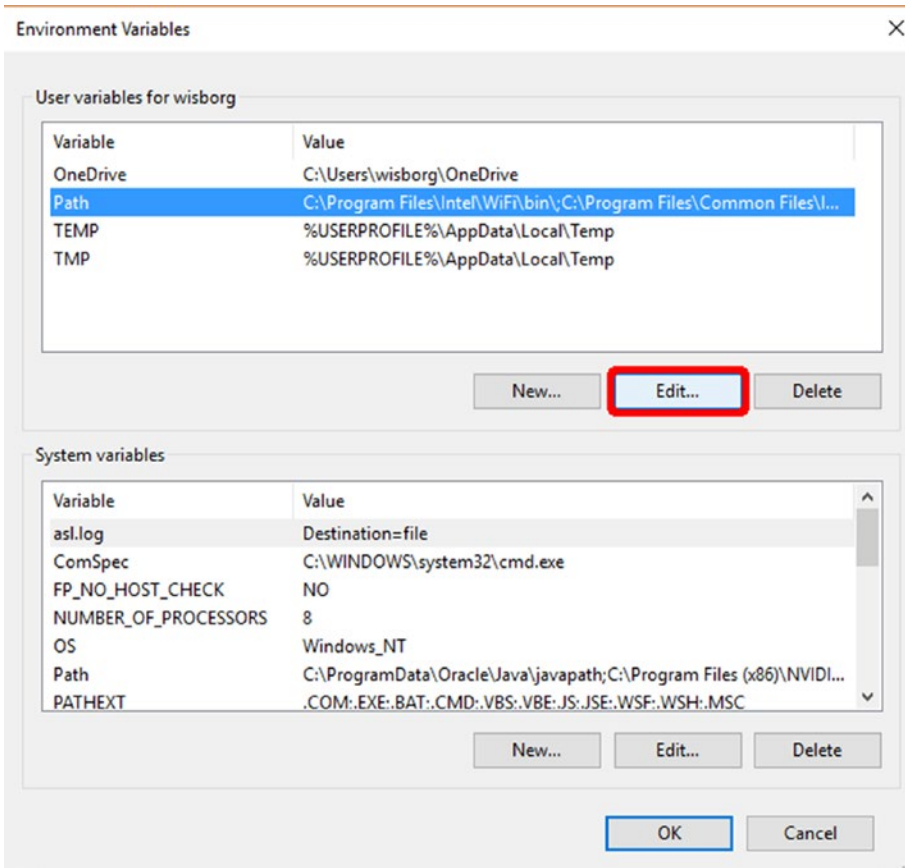 Environment Variables
User variables for wisborg
Variable Value
OneDrive C:\Users\wisborg\OneDrive
Path C:\Program Files\Intel\WiFi\bin\;C:\Program Files\Common Files\I...
TEMP %USERPROFILE%\AppData\Local\Temp
TMP %USERPROFILE%\AppData\Local\Temp
New... Edit... Delete
System variables
Variable Value
asl.log Destination=file
ComSpec C:\WINDOWS\system32\cmd.exe
FP_NO_HOST_CHECK NO
NUMBER_OF_PROCESSORS 8
OS Windows_NT
Path C:\ProgramData\Oracle\Java\javapath;C:\Program Files (x86)\NVIDI...
PATHEXT .COM;.EXE;.BAT;.CMD;.VBS;.VBE;.JS;.JSE;.WSF;.WSH;.MSC
New... Edit... Delete
OK Cancel